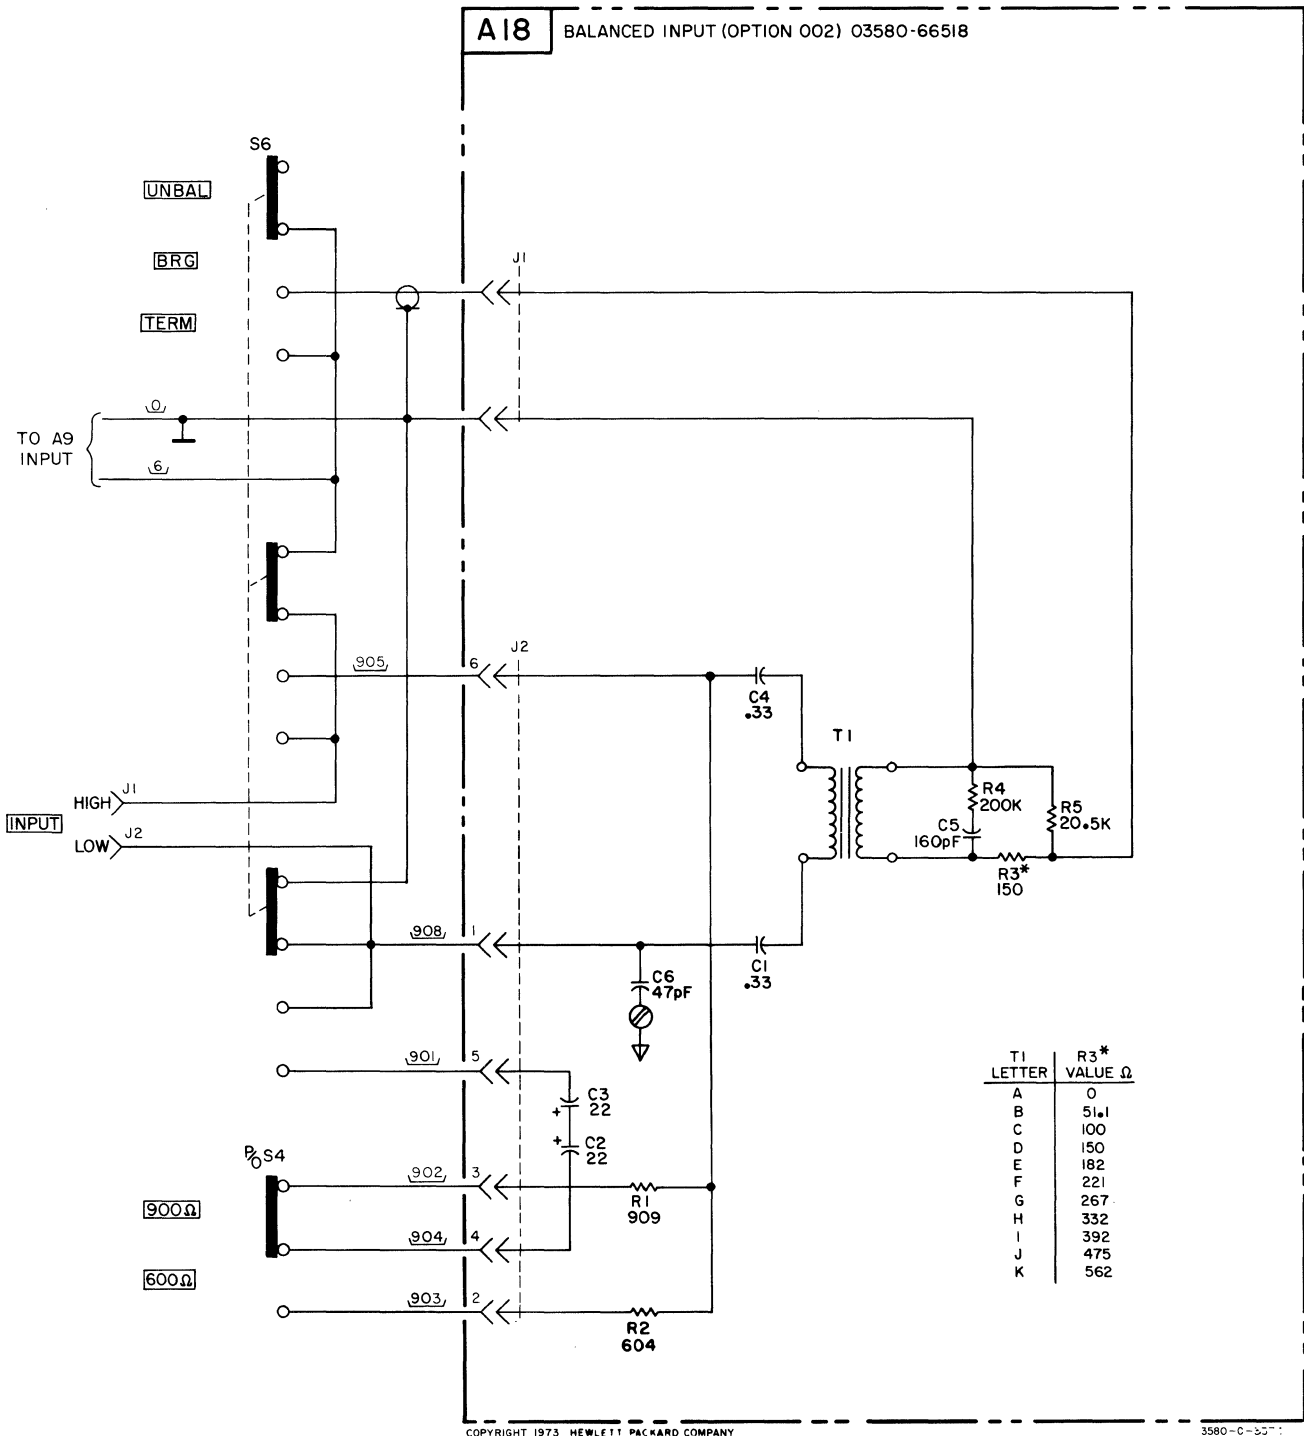 A18 BALANCED INPUT (OPTION 002) 03580-66518
S6
UNBAL
BRG
J1
TERM
0
TO A9
INPUT
6
J2
905 6
C4
.33
T1
HIGH J1
INPUT
LOW J2
R4
200K
C5
160pF
R5
20.5K
R3*
150
908 1
C6
47pF
C1
.33
901 5
C3
+ 22
+ C2
22
P/O S4
902 3
900Ω
R1
909
904 4
600Ω
903 2
R2
604
T1 R3*
LETTER VALUE Ω
A 0
B 51.1
C 100
D 150
E 182
F 221
G 267
H 332
I 392
J 475
K 562
COPYRIGHT 1973 HEWLETT PACKARD COMPANY